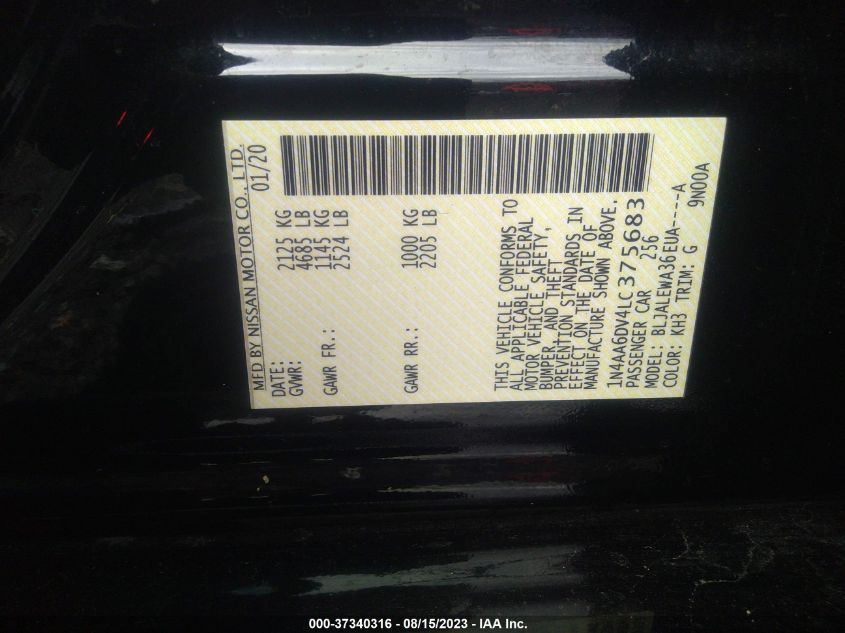 MFD BY NISSAN MOTOR CO., LTD.
DATE: 01/20
GVWR: 2125 KG
4685 LB
GAWR FR.: 1145 KG
2524 LB
GAWR RR.: 1000 KG
2205 LB
THIS VEHICLE CONFORMS TO
ALL APPLICABLE FEDERAL
MOTOR VEHICLE SAFETY,
BUMPER, AND THEFT
PREVENTION STANDARDS IN
EFFECT ON THE DATE OF
MANUFACTURE SHOWN ABOVE.
1N4AA6DV4LC375683
PASSENGER CAR 256
MODEL: BLJALEWA36EUA----A
COLOR: KH3 TRIM: G 9N00A
000-37340316 - 08/15/2023 - IAA Inc.